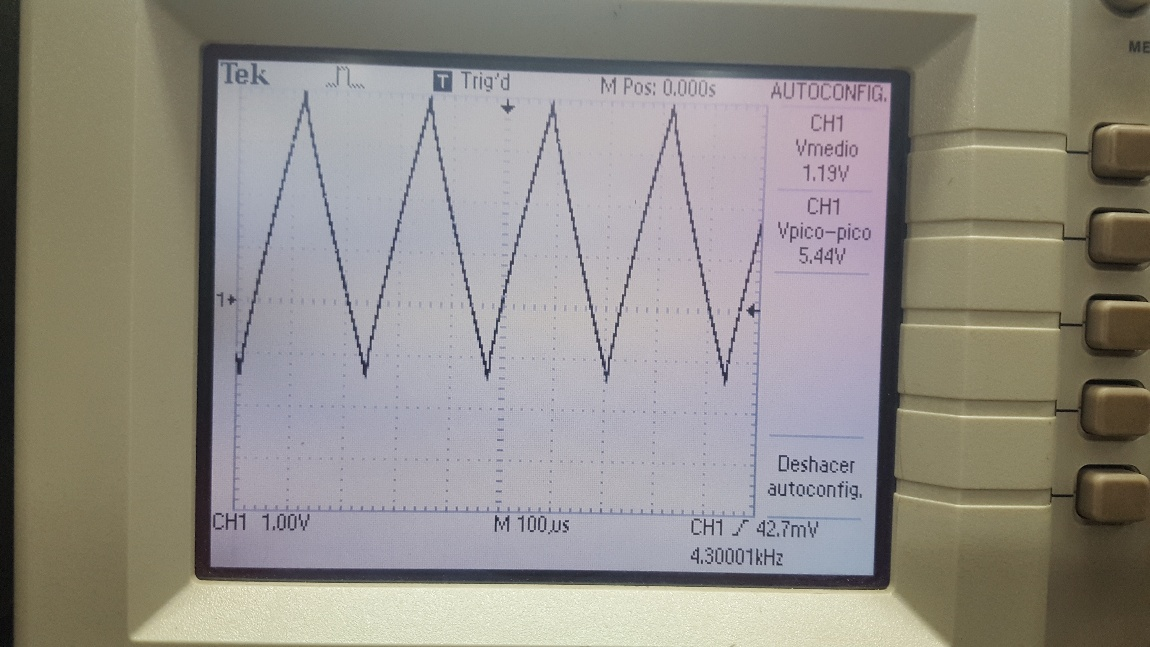 Tek
T Trig'd
M Pos: 0.000s
AUTOCONFIG.
CH1
Vmedio
1.19V
CH1
Vpico-pico
5.44V
1
Deshacer
autoconfig.
CH1 1.00V
M 100µs
CH1 42.7mV
4.30001kHz